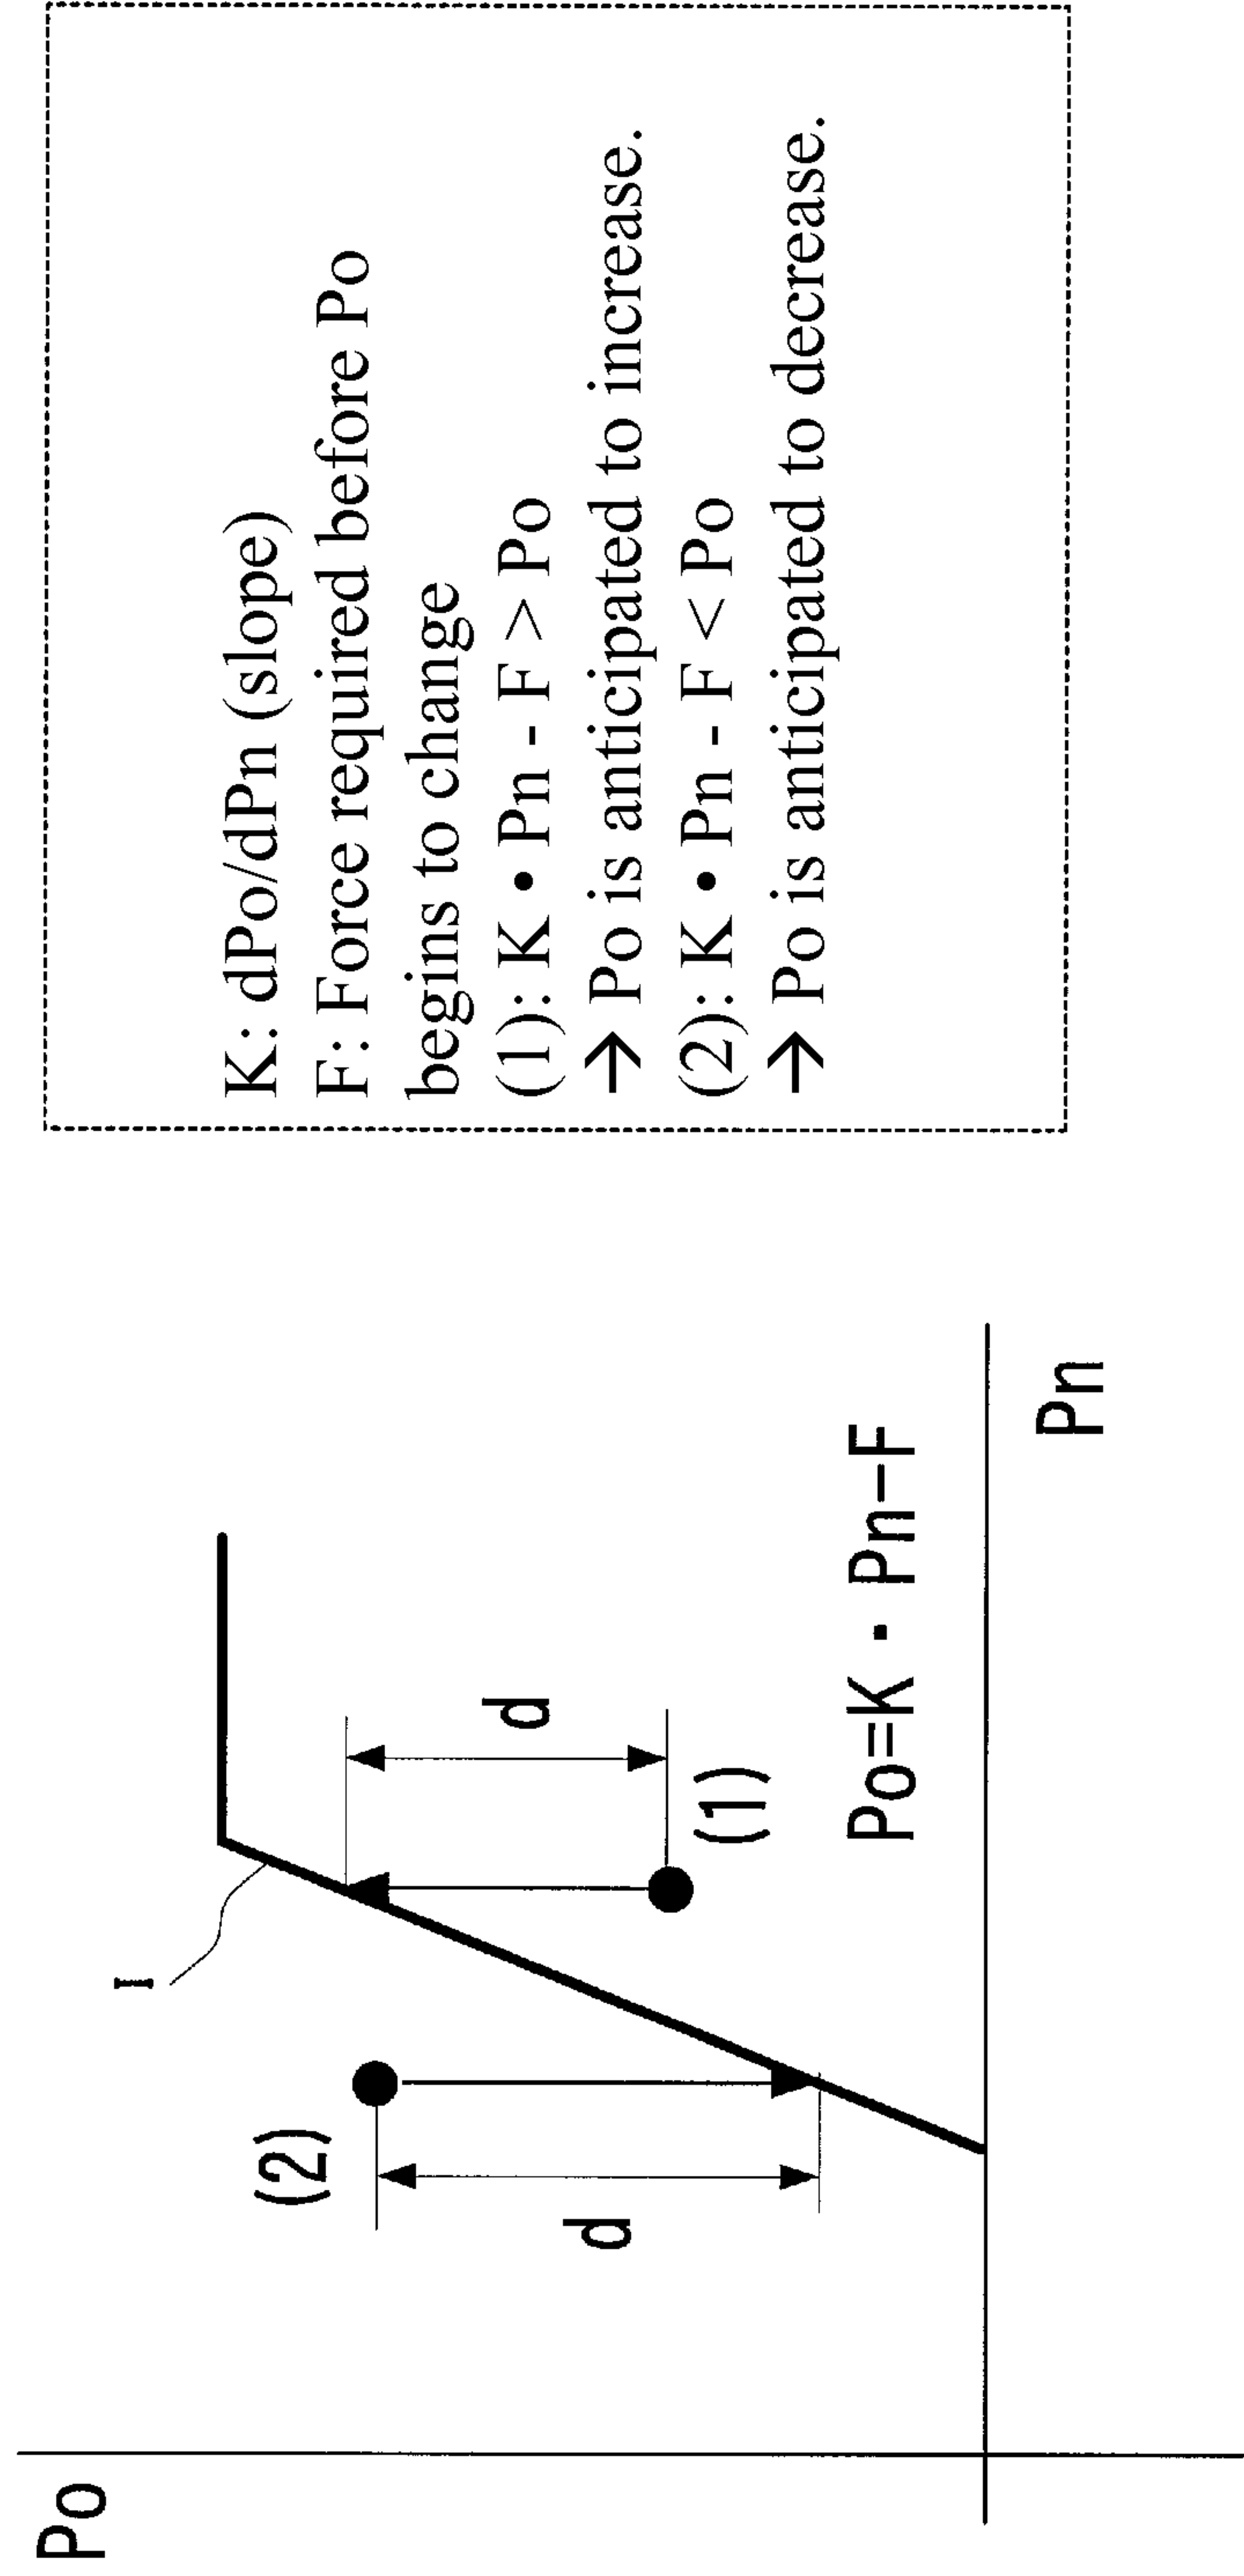 Po
I
(2)
d
d
(1)
Po=K · Pn−F
Pn
K: dPo/dPn (slope)
F: Force required before Po
begins to change
(1): K • Pn - F > Po
→ Po is anticipated to increase.
(2): K • Pn - F < Po
→ Po is anticipated to decrease.